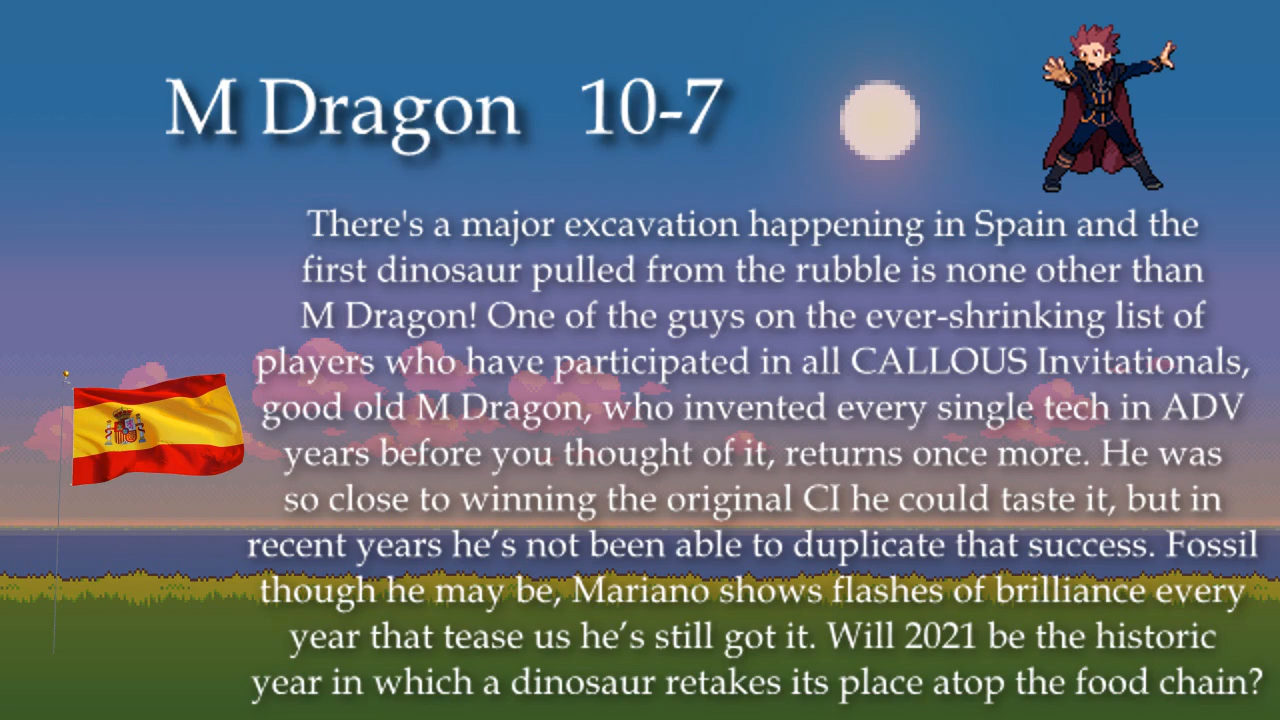 M Dragon 10-7
There's a major excavation happening in Spain and the
first dinosaur pulled from the rubble is none other than
M Dragon! One of the guys on the ever-shrinking list of
players who have participated in all CALLOUS Invitationals,
good old M Dragon, who invented every single tech in ADV
years before you thought of it, returns once more. He was
so close to winning the original CI he could taste it, but in
recent years he’s not been able to duplicate that success. Fossil
though he may be, Mariano shows flashes of brilliance every
year that tease us he’s still got it. Will 2021 be the historic
year in which a dinosaur retakes its place atop the food chain?